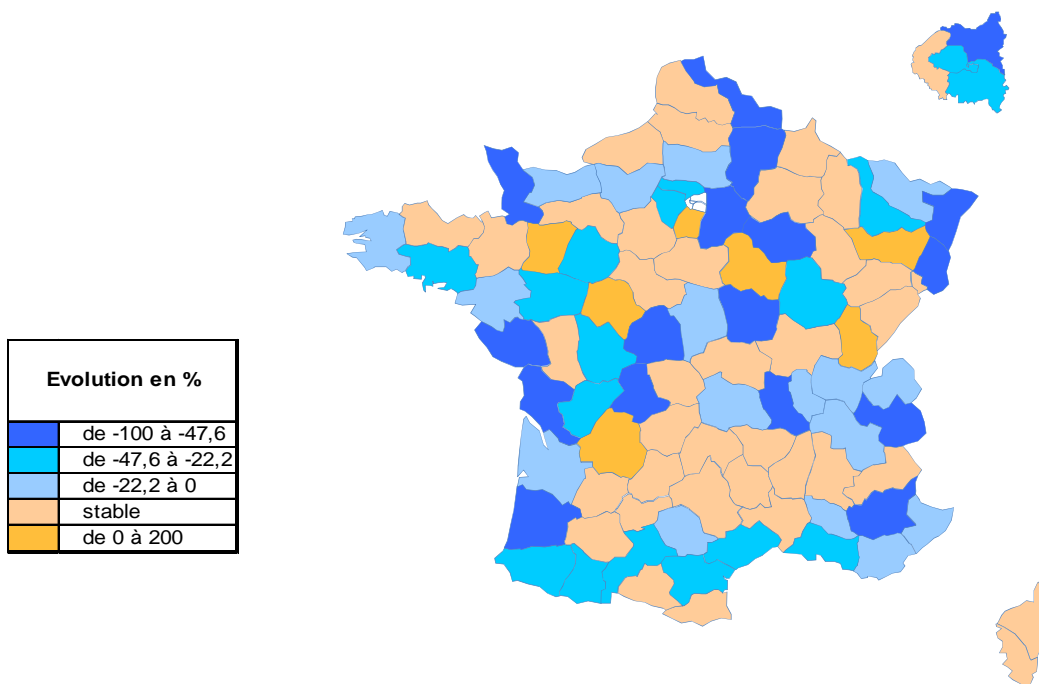 Evolution en %
de -100 à -47,6
de -47,6 à -22,2
de -22,2 à 0
stable
de 0 à 200